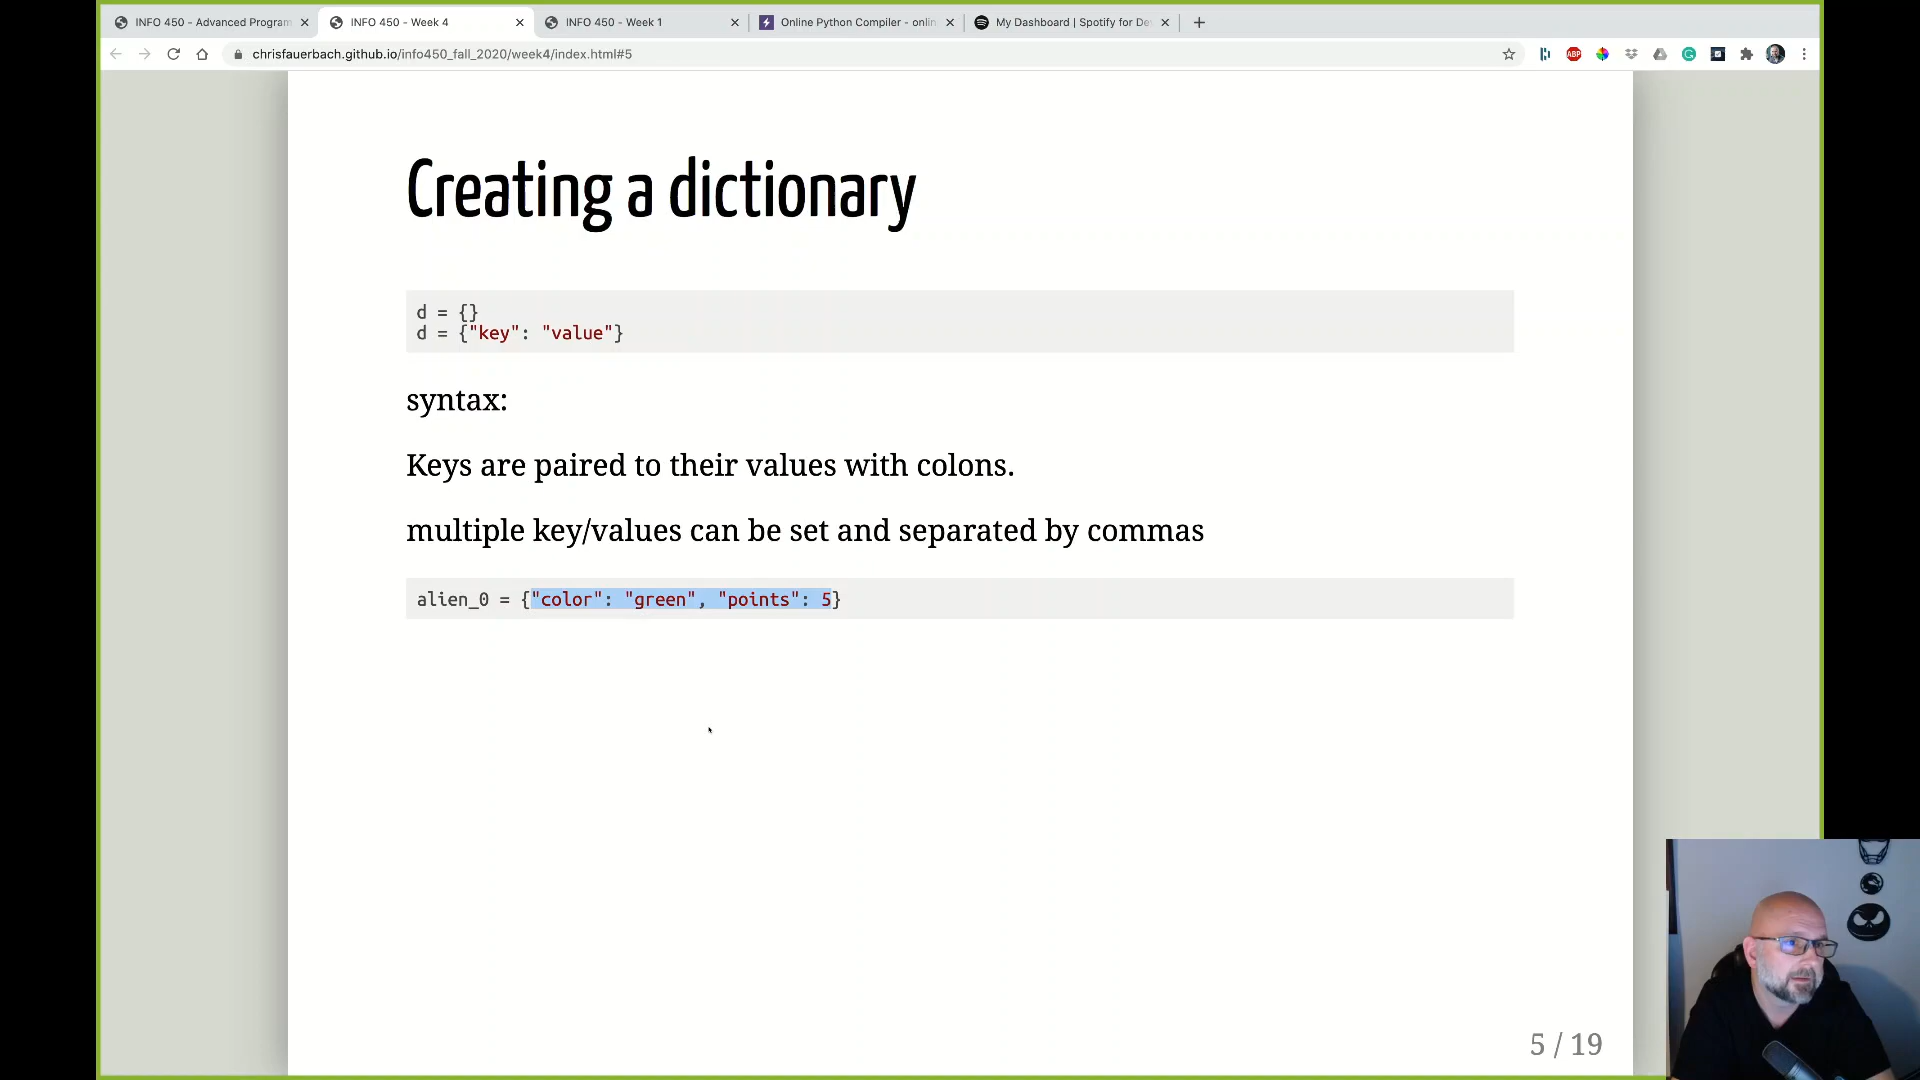 INFO 450 - Advanced Program
INFO 450 - Week 4
INFO 450 - Week 1
Online Python Compiler - onlin
My Dashboard | Spotify for De
chrisfauerbach.github.io/info450_fall_2020/week4/index.html#5
ABP
Creating a dictionary
d = {}
d = {"key": "value"}
syntax:
Keys are paired to their values with colons.
multiple key/values can be set and separated by commas
alien_0 = {"color": "green", "points": 5}
5 / 19